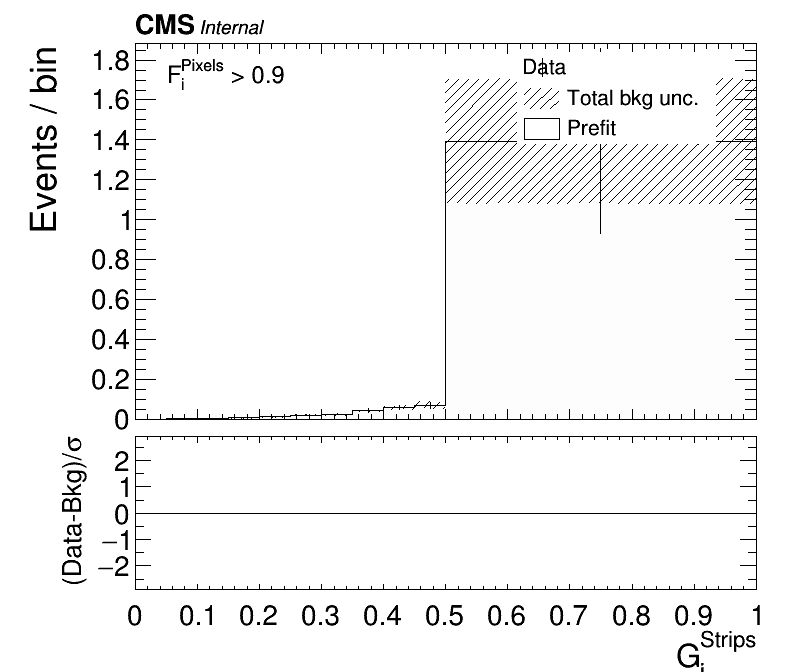 CMS Internal
Events / bin
1.8
1.6
1.4
1.2
1
0.8
0.6
0.4
0.2
0
F_i^Pixels > 0.9
Data
Total bkg unc.
Prefit
(Data-Bkg)/σ
2
1
0
−1
−2
0 0.1 0.2 0.3 0.4 0.5 0.6 0.7 0.8 0.9 1
G_i^Strips